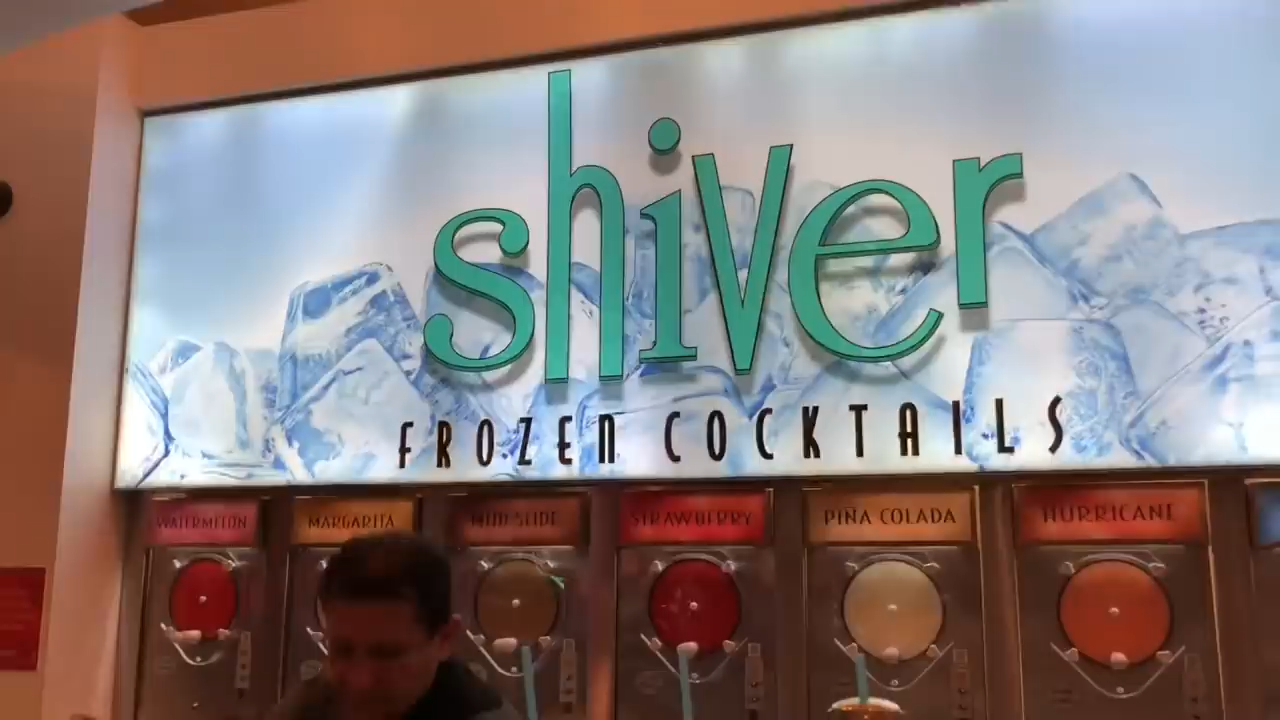 shiver
FROZEN COCKTAILS
WATERMELON
MARGARITA
MUD SLIDE
STRAWBERRY
PIÑA COLADA
HURRICANE